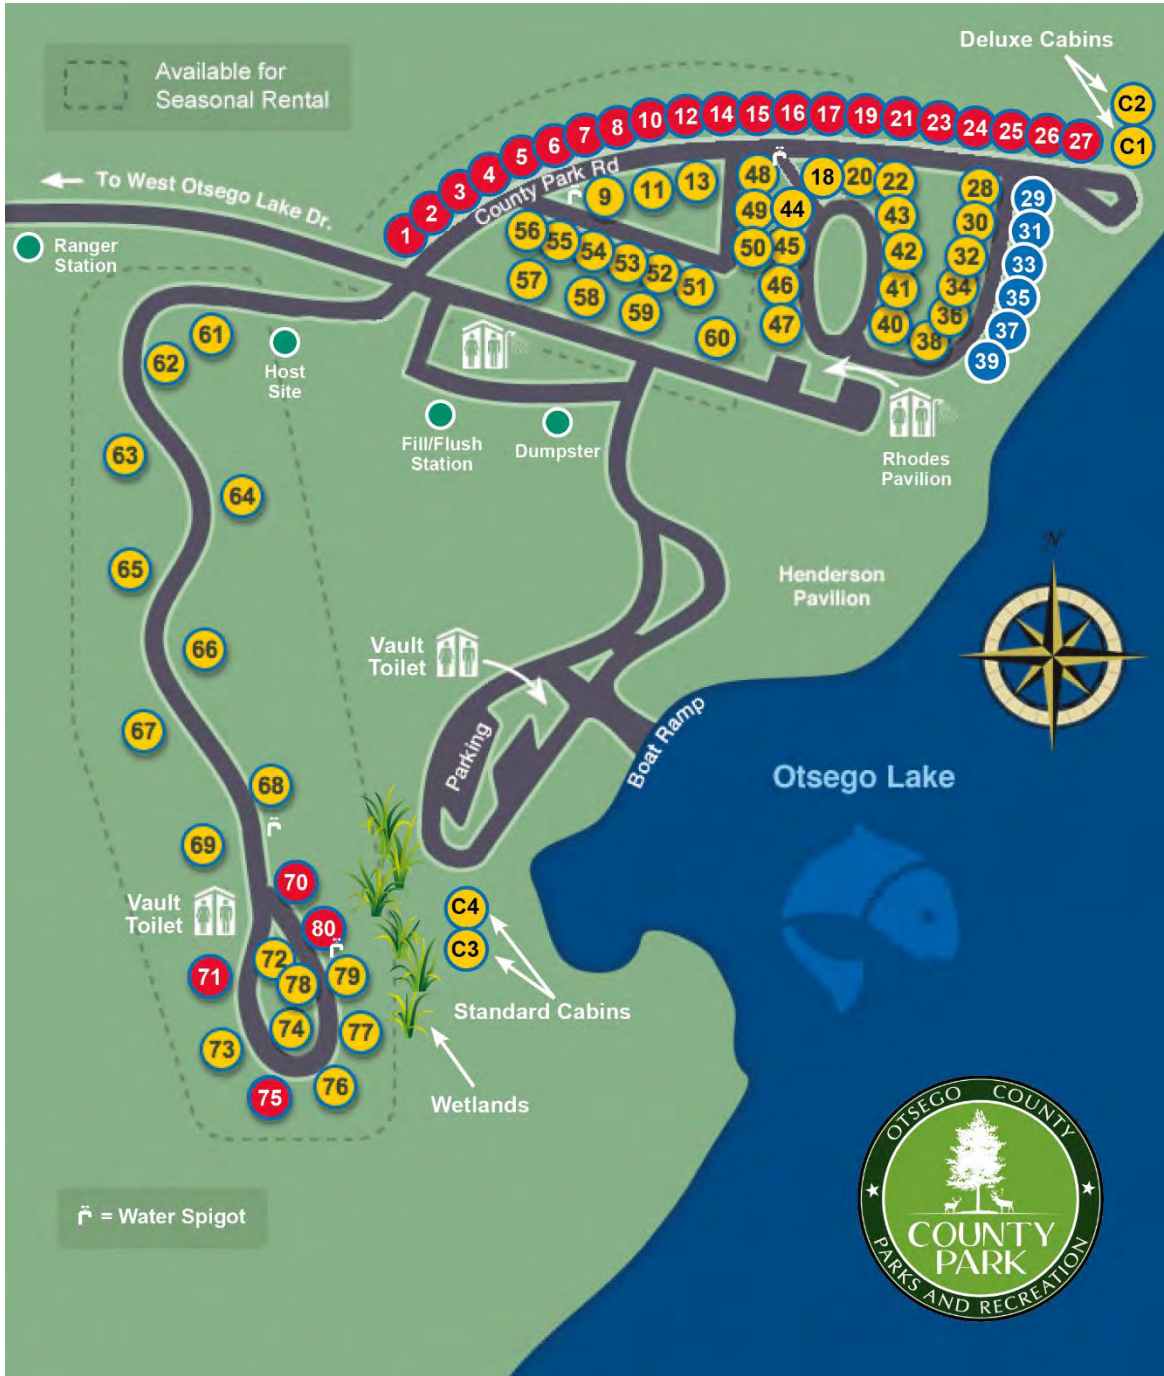 Deluxe Cabins
Available for
Seasonal Rental
C2
C1
1
2
3
4
5
6
7
8
10
12
14
15
16
17
19
21
23
24
25
26
27
County Park Rd
To West Otsego Lake Dr.
Ranger
Station
9
11
13
48
18
20
22
28
29
49
44
43
30
31
56
55
54
53
52
51
50
45
42
32
33
57
58
59
60
46
47
41
40
34
35
36
37
38
39
61
62
Host
Site
Fill/Flush
Station
Dumpster
Rhodes
Pavilion
63
64
65
66
67
Henderson
Pavilion
N
Vault
Toilet
Parking
Boat Ramp
Otsego Lake
68
69
70
Vault
Toilet
80
71
72
78
79
74
77
73
76
75
C4
C3
Standard Cabins
Wetlands
= Water Spigot
OTSEGO COUNTY
COUNTY
PARK
PARKS AND RECREATION